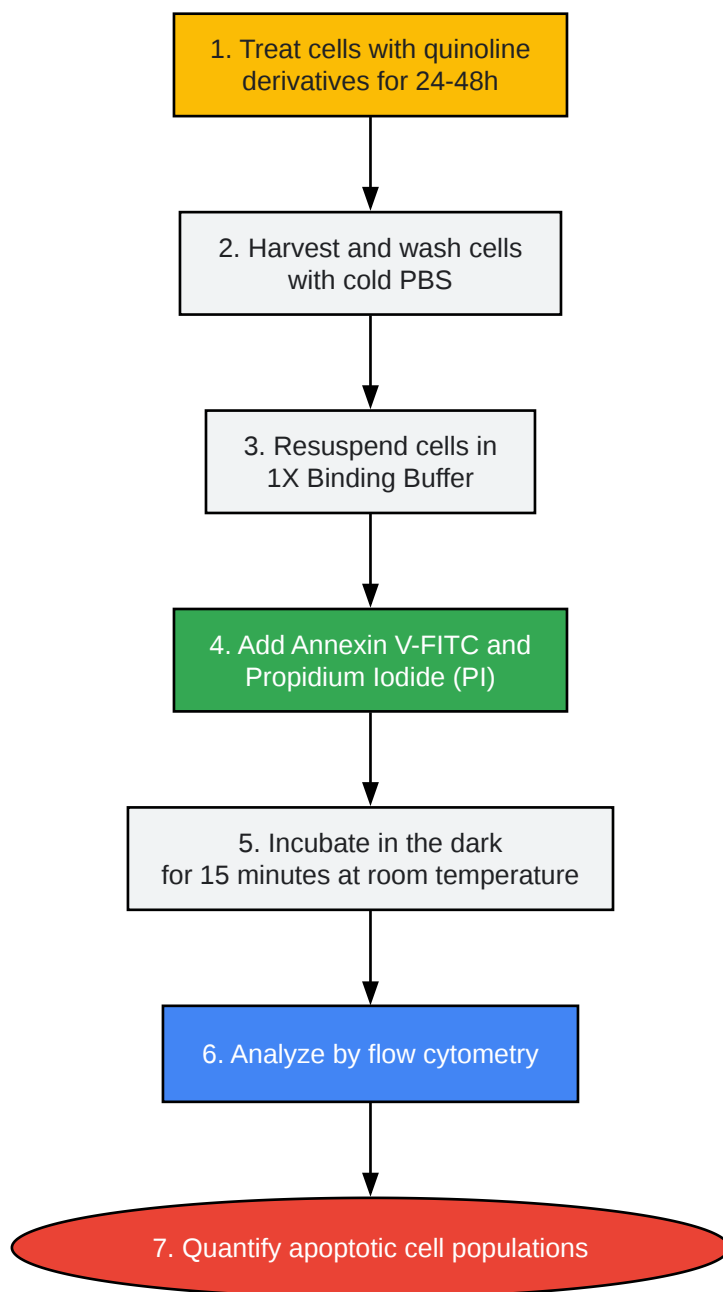 1. Treat cells with quinoline
derivatives for 24-48h
2. Harvest and wash cells
with cold PBS
3. Resuspend cells in
1X Binding Buffer
4. Add Annexin V-FITC and
Propidium Iodide (PI)
5. Incubate in the dark
for 15 minutes at room temperature
6. Analyze by flow cytometry
7. Quantify apoptotic cell populations